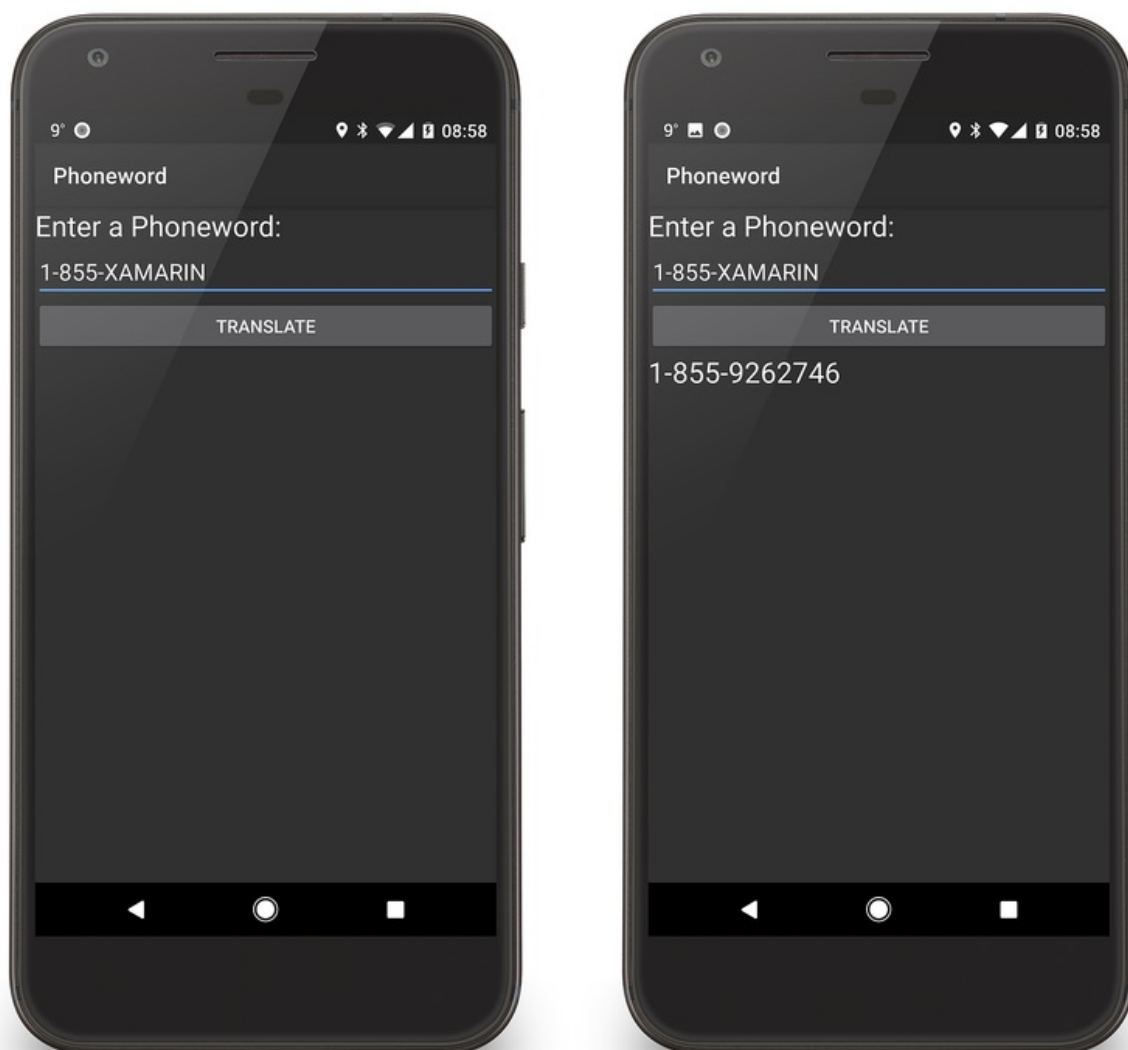 9° 08:58
Phoneword
Enter a Phoneword:
1-855-XAMARIN
TRANSLATE
9° 08:58
Phoneword
Enter a Phoneword:
1-855-XAMARIN
TRANSLATE
1-855-9262746